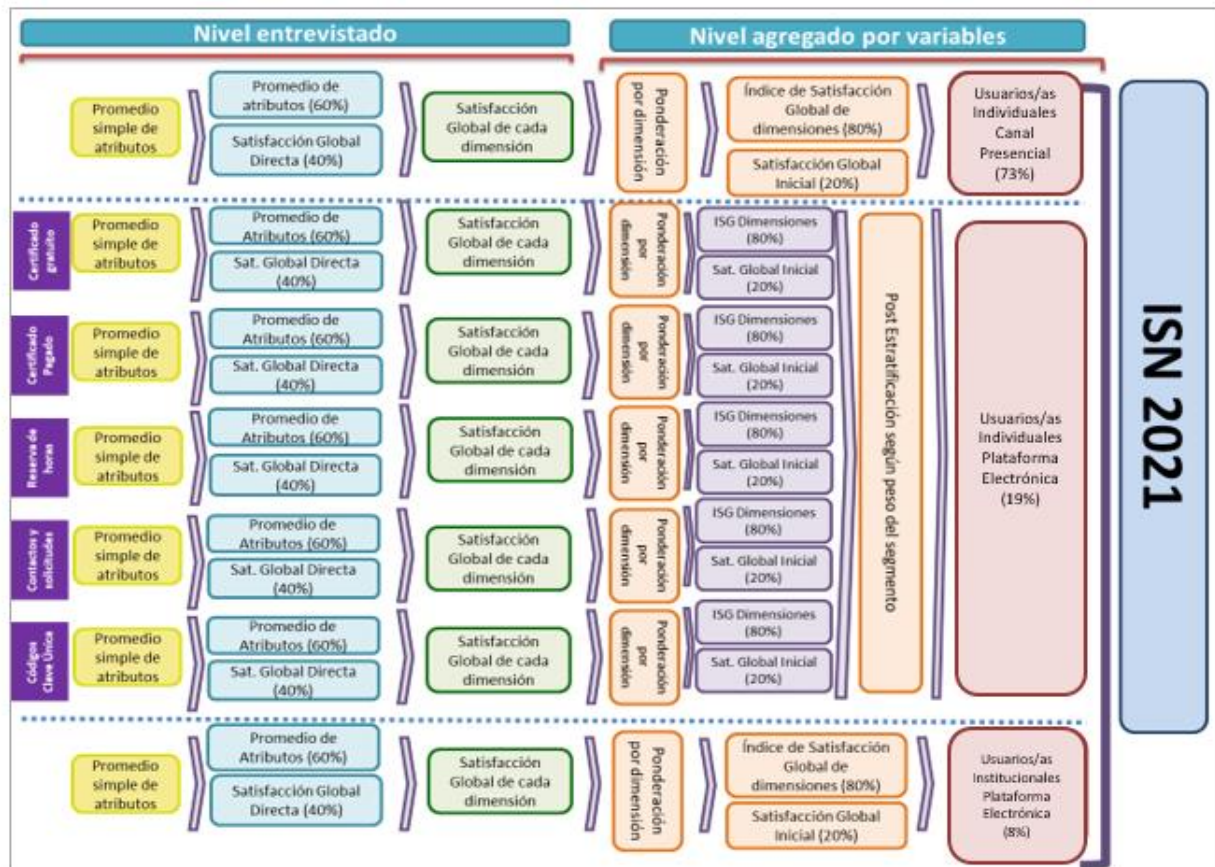 Nivel entrevistado
Nivel agregado por variables
Promedio
simple de
atributos
Promedio de
atributos (60%)
Satisfacción Global
Directa (40%)
Satisfacción
Global de cada
dimensión
Ponderación
por dimensión
Índice de Satisfacción
Global de
dimensiones (80%)
Satisfacción Global
Inicial (20%)
Usuarios/as
Individuales
Canal
Presencial
(73%)
Certificado
gratuito
Promedio
simple de
atributos
Promedio de
Atributos (60%)
Sat. Global Directa
(40%)
Satisfacción
Global de cada
dimensión
Ponderación
por
dimensión
ISG Dimensiones
(80%)
Sat. Global Inicial
(20%)
Certificado
Pagado
Promedio
simple de
atributos
Promedio de
Atributos (60%)
Sat. Global Directa
(40%)
Satisfacción
Global de cada
dimensión
Ponderación
por
dimensión
ISG Dimensiones
(80%)
Sat. Global Inicial
(20%)
Reserva de
horas
Promedio
simple de
atributos
Promedio de
Atributos (60%)
Sat. Global Directa
(40%)
Satisfacción
Global de cada
dimensión
Ponderación
por
dimensión
ISG Dimensiones
(80%)
Sat. Global Inicial
(20%)
Contactos y
solicitudes
Promedio
simple de
atributos
Promedio de
Atributos (60%)
Sat. Global Directa
(40%)
Satisfacción
Global de cada
dimensión
Ponderación
por
dimensión
ISG Dimensiones
(80%)
Sat. Global Inicial
(20%)
Códigos
Clave Única
Promedio
simple de
atributos
Promedio de
Atributos (60%)
Sat. Global Directa
(40%)
Satisfacción
Global de cada
dimensión
Ponderación
por
dimensión
ISG Dimensiones
(80%)
Sat. Global Inicial
(20%)
Post Estratificación según peso del segmento
Usuarios/as
Individuales
Plataforma
Electrónica
(19%)
Promedio
simple de
atributos
Promedio de
Atributos (60%)
Satisfacción Global
Directa (40%)
Satisfacción
Global de cada
dimensión
Ponderación
por dimensión
Índice de Satisfacción
Global de
dimensiones (80%)
Satisfacción Global
Inicial (20%)
Usuarios/as
Institucionales
Plataforma
Electrónica
(8%)
ISN 2021